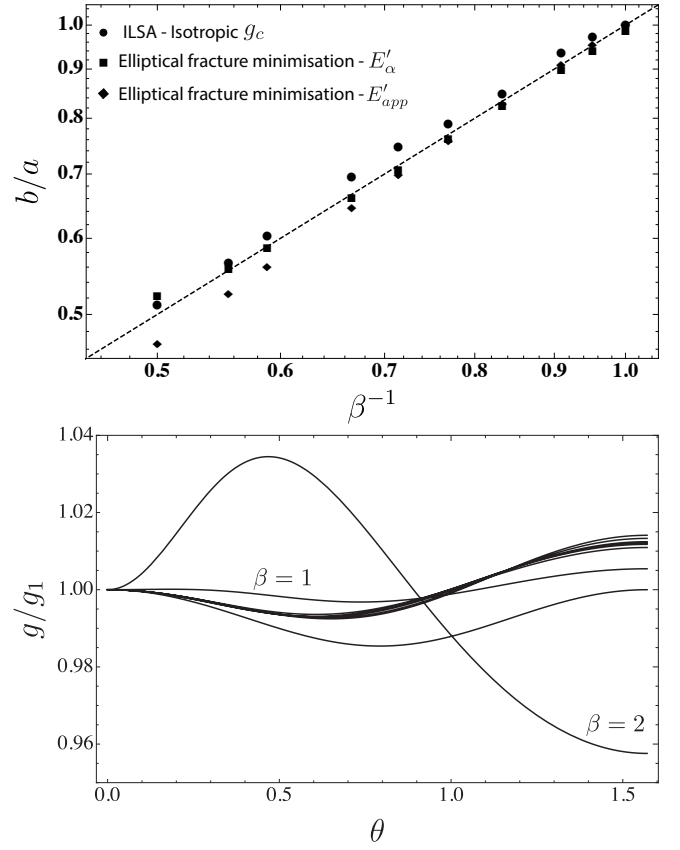 1.0
ILSA - Isotropic g_c
0.9
Elliptical fracture minimisation - E′_α
0.8
Elliptical fracture minimisation - E′_app
0.7
b/a
0.6
0.5
0.5 0.6 0.7 0.8 0.9 1.0
β⁻¹
1.04
1.02
β = 1
1.00
g/g₁
0.98
0.96
β = 2
0.0 0.5 1.0 1.5
θ